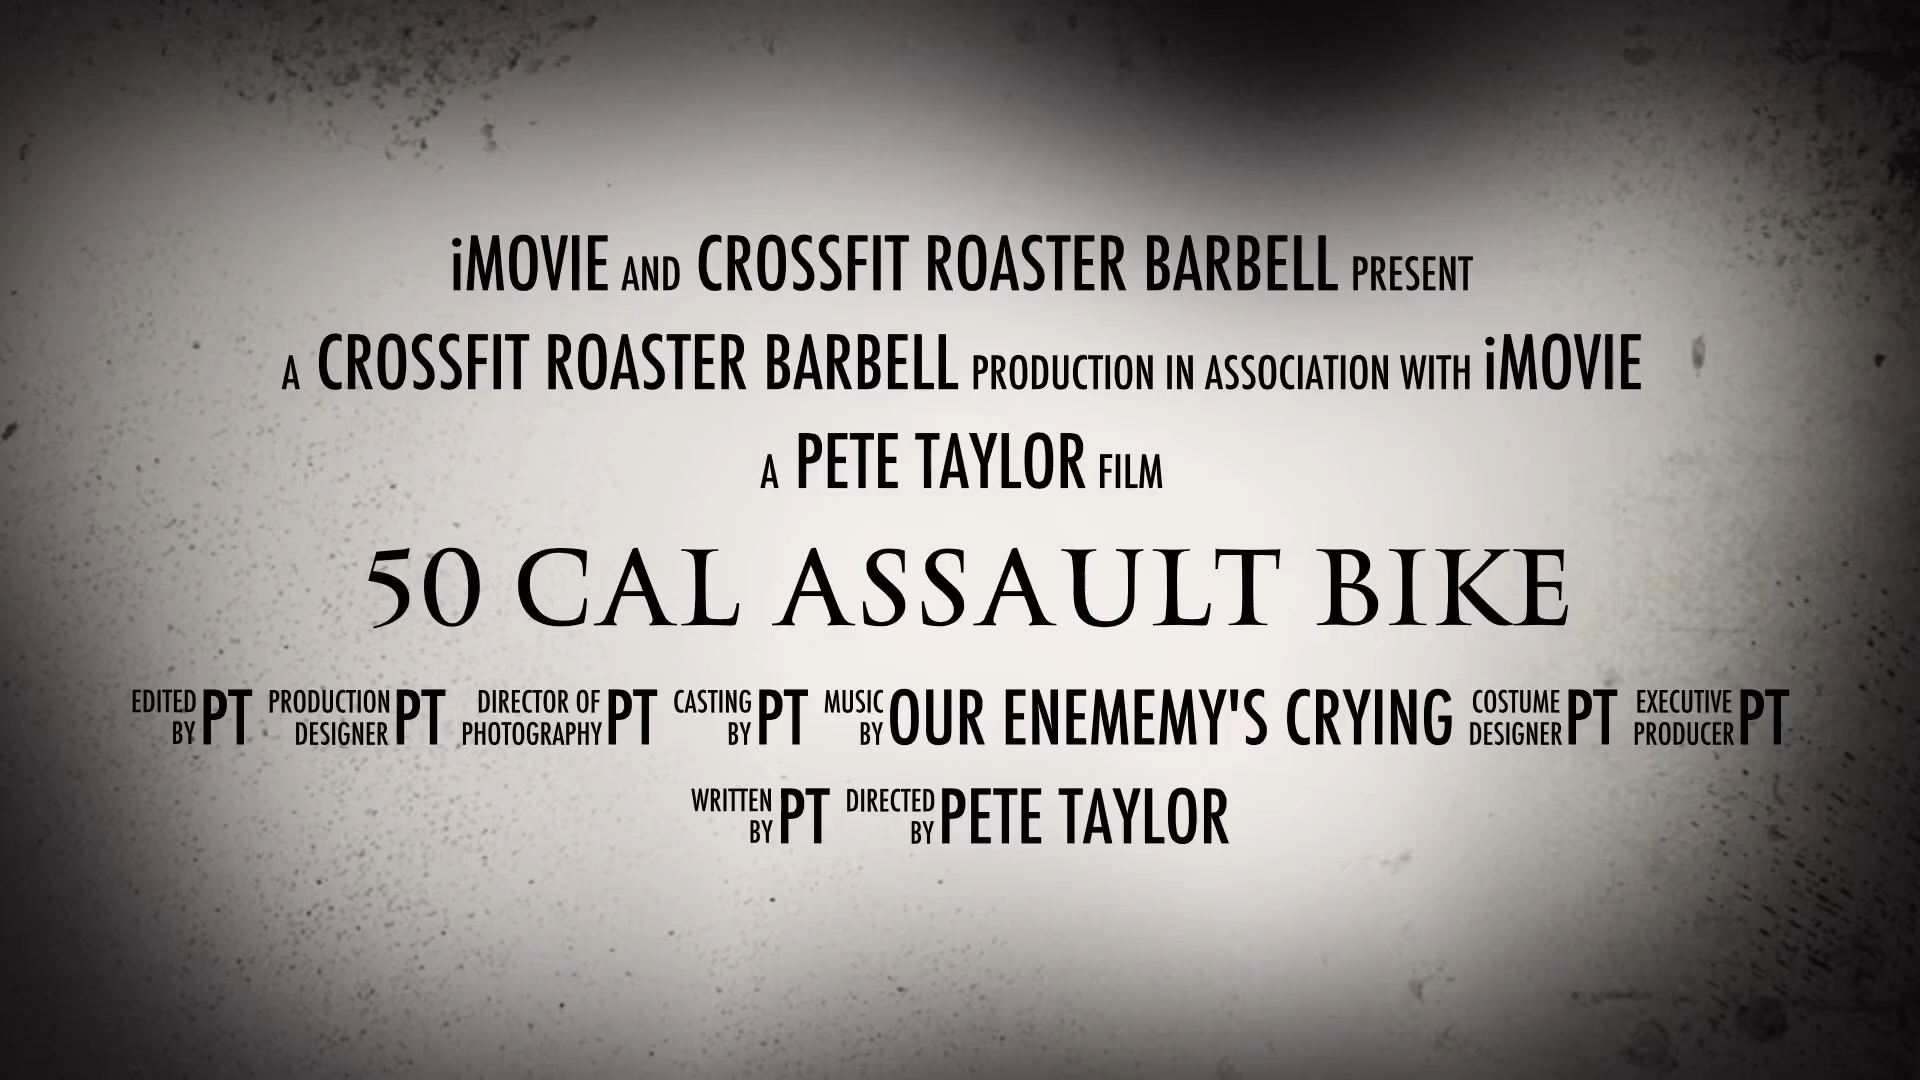 iMOVIE AND CROSSFIT ROASTER BARBELL PRESENT
A CROSSFIT ROASTER BARBELL PRODUCTION IN ASSOCIATION WITH iMOVIE
A PETE TAYLOR FILM
50 CAL ASSAULT BIKE
EDITED BY PT PRODUCTION DESIGNER PT DIRECTOR OF PHOTOGRAPHY PT CASTING BY PT MUSIC BY OUR ENEMEMY'S CRYING COSTUME DESIGNER PT EXECUTIVE PRODUCER PT
WRITTEN BY PT DIRECTED BY PETE TAYLOR